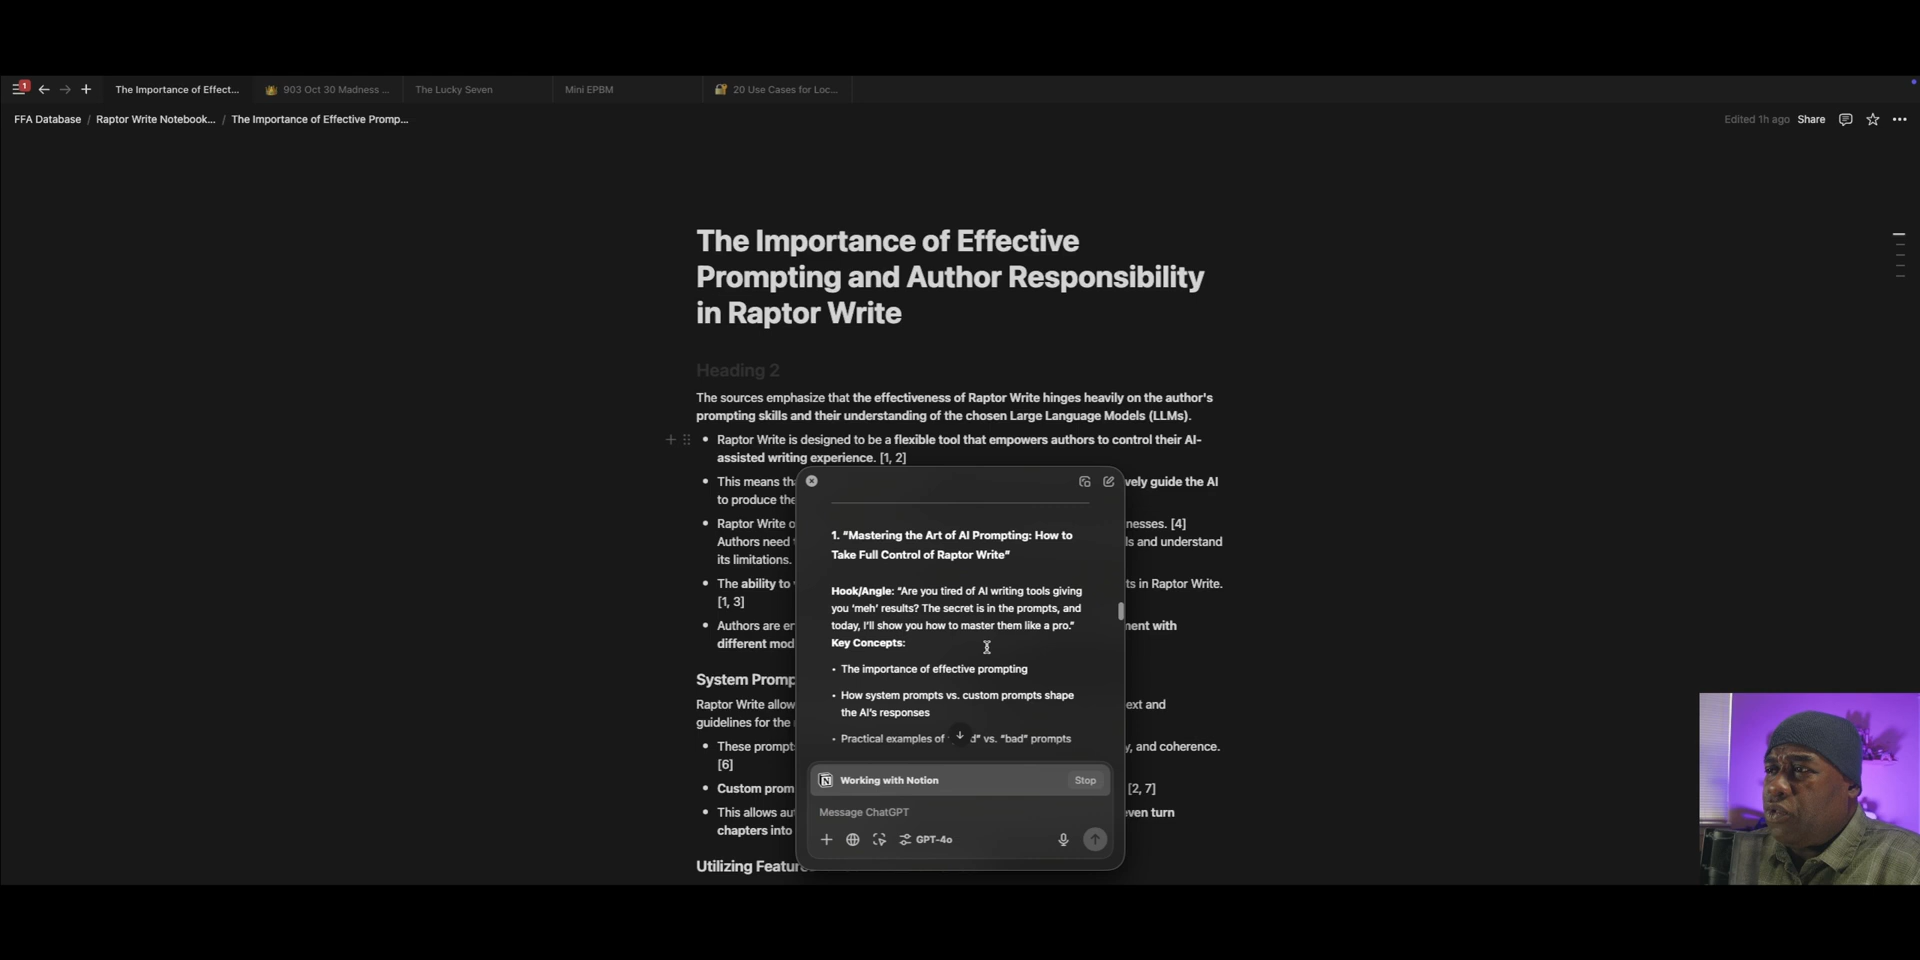 1
The Importance of Effect...
903 Oct 30 Madness ...
The Lucky Seven
Mini EPBM
20 Use Cases for Loc...
FFA Database / Raptor Write Notebook... / The Importance of Effective Promp...
Edited 1h ago Share
The Importance of Effective
Prompting and Author Responsibility
in Raptor Write
Heading 2
The sources emphasize that the effectiveness of Raptor Write hinges heavily on the author's
prompting skills and their understanding of the chosen Large Language Models (LLMs).
Raptor Write is designed to be a flexible tool that empowers authors to control their AI-
assisted writing experience. [1, 2]
This means tha
vely guide the AI
to produce the
Raptor Write o
nesses. [4]
Authors need
ls and understand
its limitations.
The ability to
ts in Raptor Write.
[1, 3]
Authors are en
nent with
different mod
System Promp
Raptor Write allow
ext and
guidelines for the
These prompts
y, and coherence.
[6]
Custom prom
[2, 7]
This allows aut
even turn
chapters into
Utilizing Feature
1. “Mastering the Art of AI Prompting: How to
Take Full Control of Raptor Write”
Hook/Angle: “Are you tired of AI writing tools giving
you ‘meh’ results? The secret is in the prompts, and
today, I’ll show you how to master them like a pro.”
Key Concepts:
• The importance of effective prompting
• How system prompts vs. custom prompts shape
the AI’s responses
• Practical examples of d” vs. “bad” prompts
Working with Notion
Stop
Message ChatGPT
GPT-4o